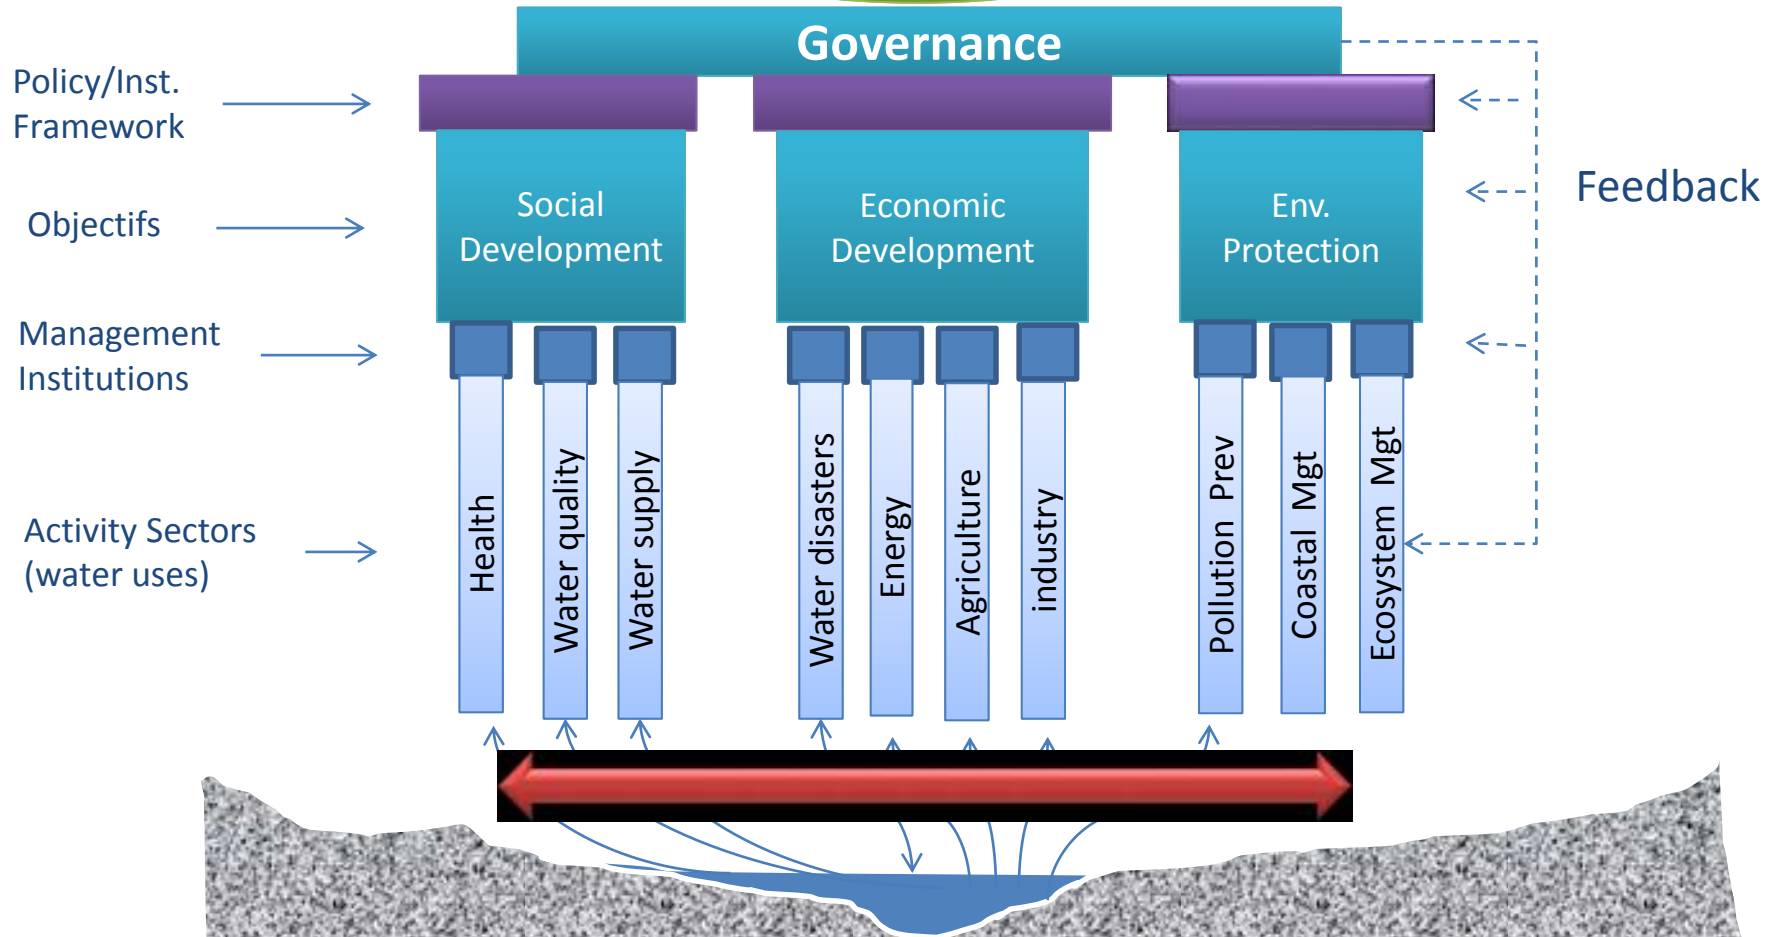 Governance
Policy/Inst.
Framework
Feedback
Objectifs
Social
Development
Economic
Development
Env.
Protection
Management
Institutions
Activity Sectors
(water uses)
Health
Water quality
Water supply
Water disasters
Energy
Agriculture
industry
Pollution Prev
Coastal Mgt
Ecosystem Mgt